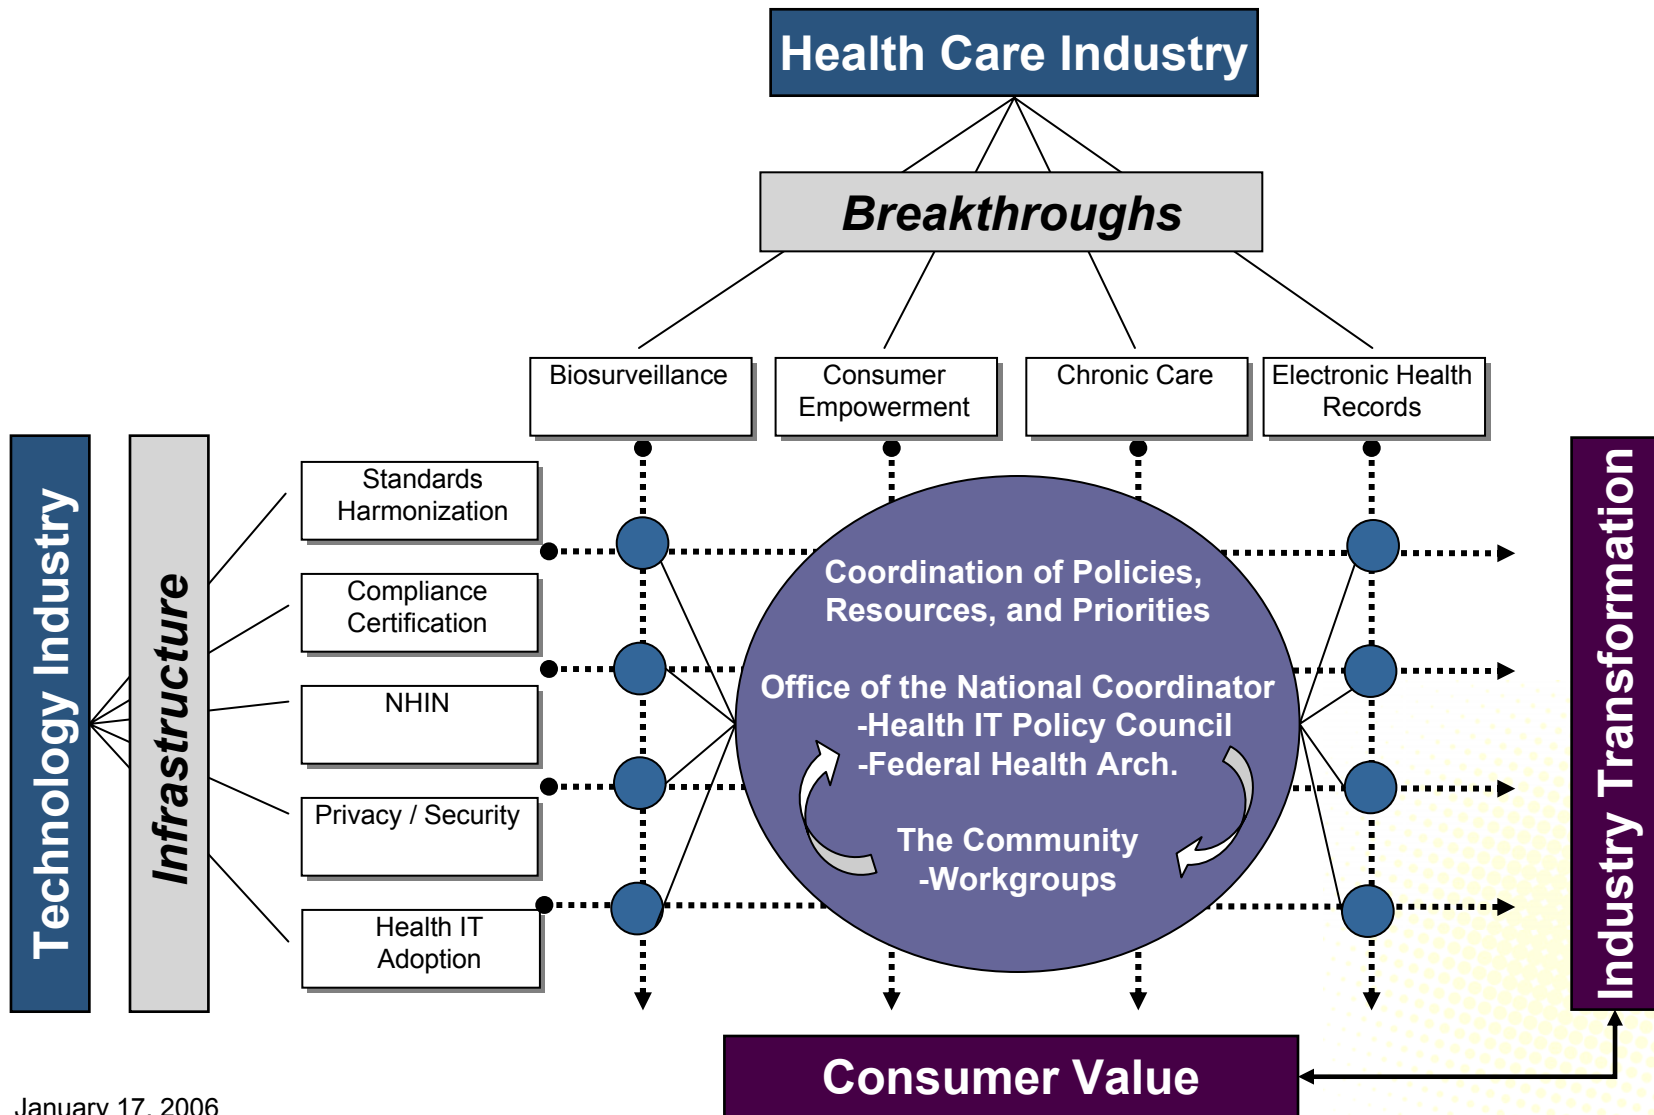 Health Care Industry
Breakthroughs
Biosurveillance
Consumer
Empowerment
Chronic Care
Electronic Health
Records
Technology Industry
Infrastructure
Standards
Harmonization
Compliance
Certification
NHIN
Privacy / Security
Health IT
Adoption
Coordination of Policies,
Resources, and Priorities
Office of the National Coordinator
-Health IT Policy Council
-Federal Health Arch.
The Community
-Workgroups
Industry Transformation
Consumer Value
January 17, 2006